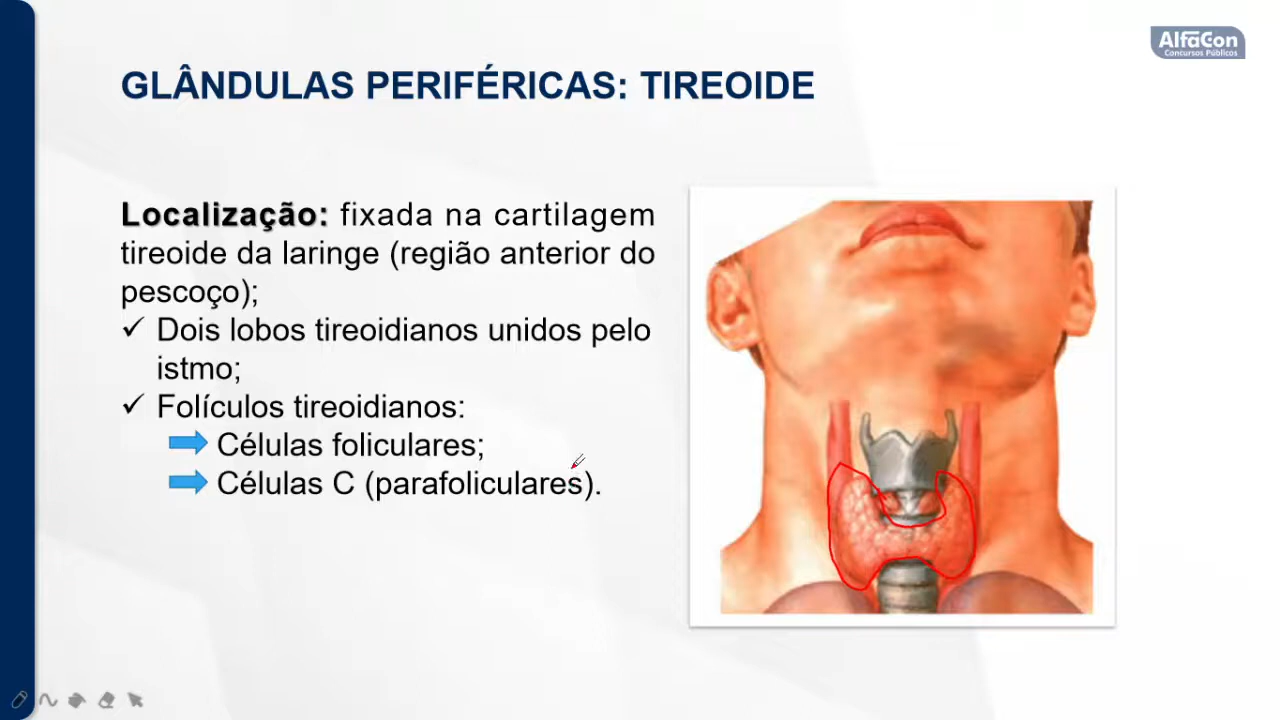 AlfaCon
Concursos Públicos
GLÂNDULAS PERIFÉRICAS: TIREOIDE
Localização: fixada na cartilagem
tireoide da laringe (região anterior do
pescoço);
✓ Dois lobos tireoidianos unidos pelo
istmo;
✓ Folículos tireoidianos:
Células foliculares;
Células C (parafoliculares).